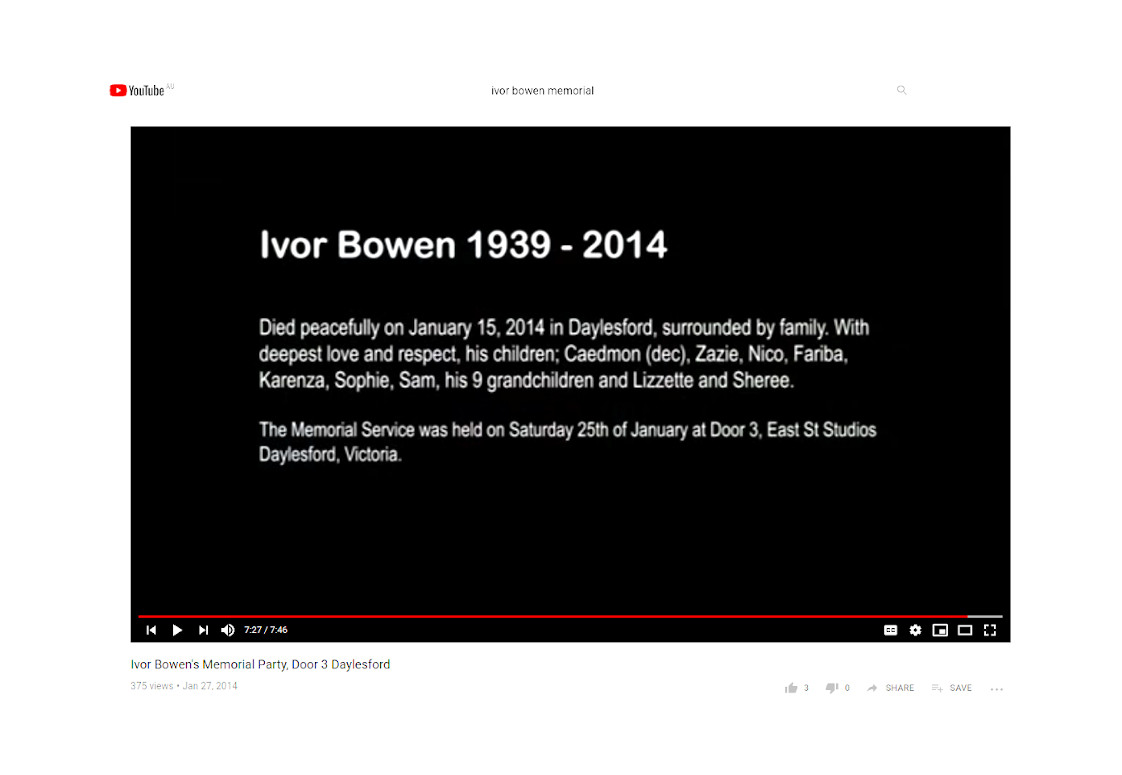 YouTube AU
ivor bowen memorial
Ivor Bowen 1939 - 2014
Died peacefully on January 15, 2014 in Daylesford, surrounded by family. With
deepest love and respect, his children; Caedmon (dec), Zazie, Nico, Fariba,
Karenza, Sophie, Sam, his 9 grandchildren and Lizzette and Sheree.
The Memorial Service was held on Saturday 25th of January at Door 3, East St Studios
Daylesford, Victoria.
7:27 / 7:46
CC
Ivor Bowen's Memorial Party, Door 3 Daylesford
375 views • Jan 27, 2014
3 0 SHARE SAVE